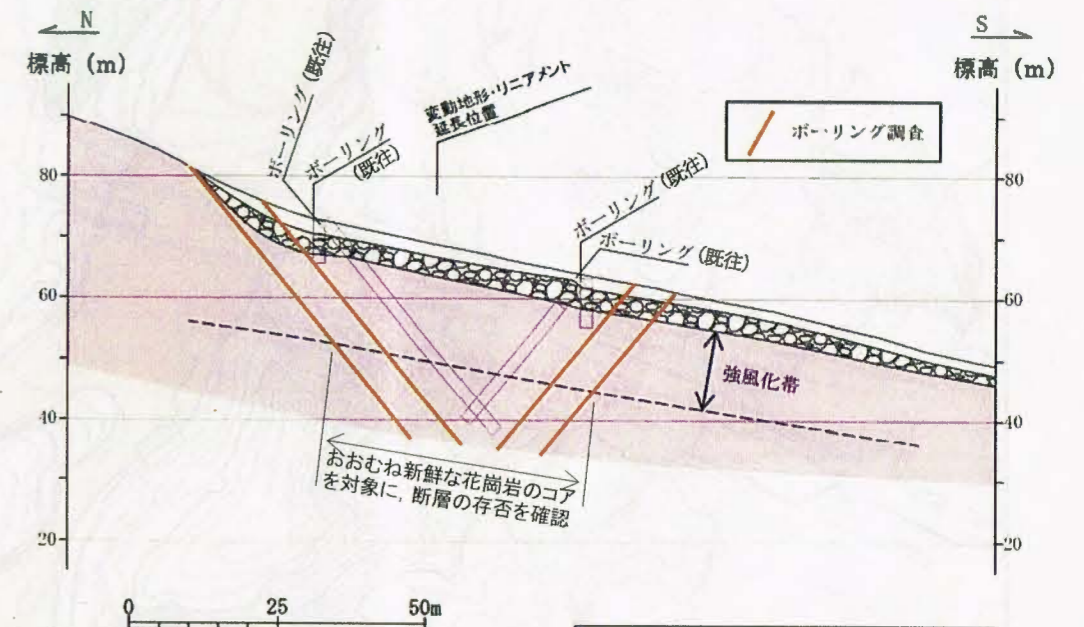 N
S
標高 (m)
標高 (m)
ボーリング (既往)
ボーリング
(既往)
変動地形・リニアメント
延長位置
ボーリング (既往)
ボーリング (既往)
ボーリング調査
80
60
40
20
80
60
40
20
強風化帯
おおむね新鮮な花崗岩のコア
を対象に, 断層の存否を確認
0
25
50m